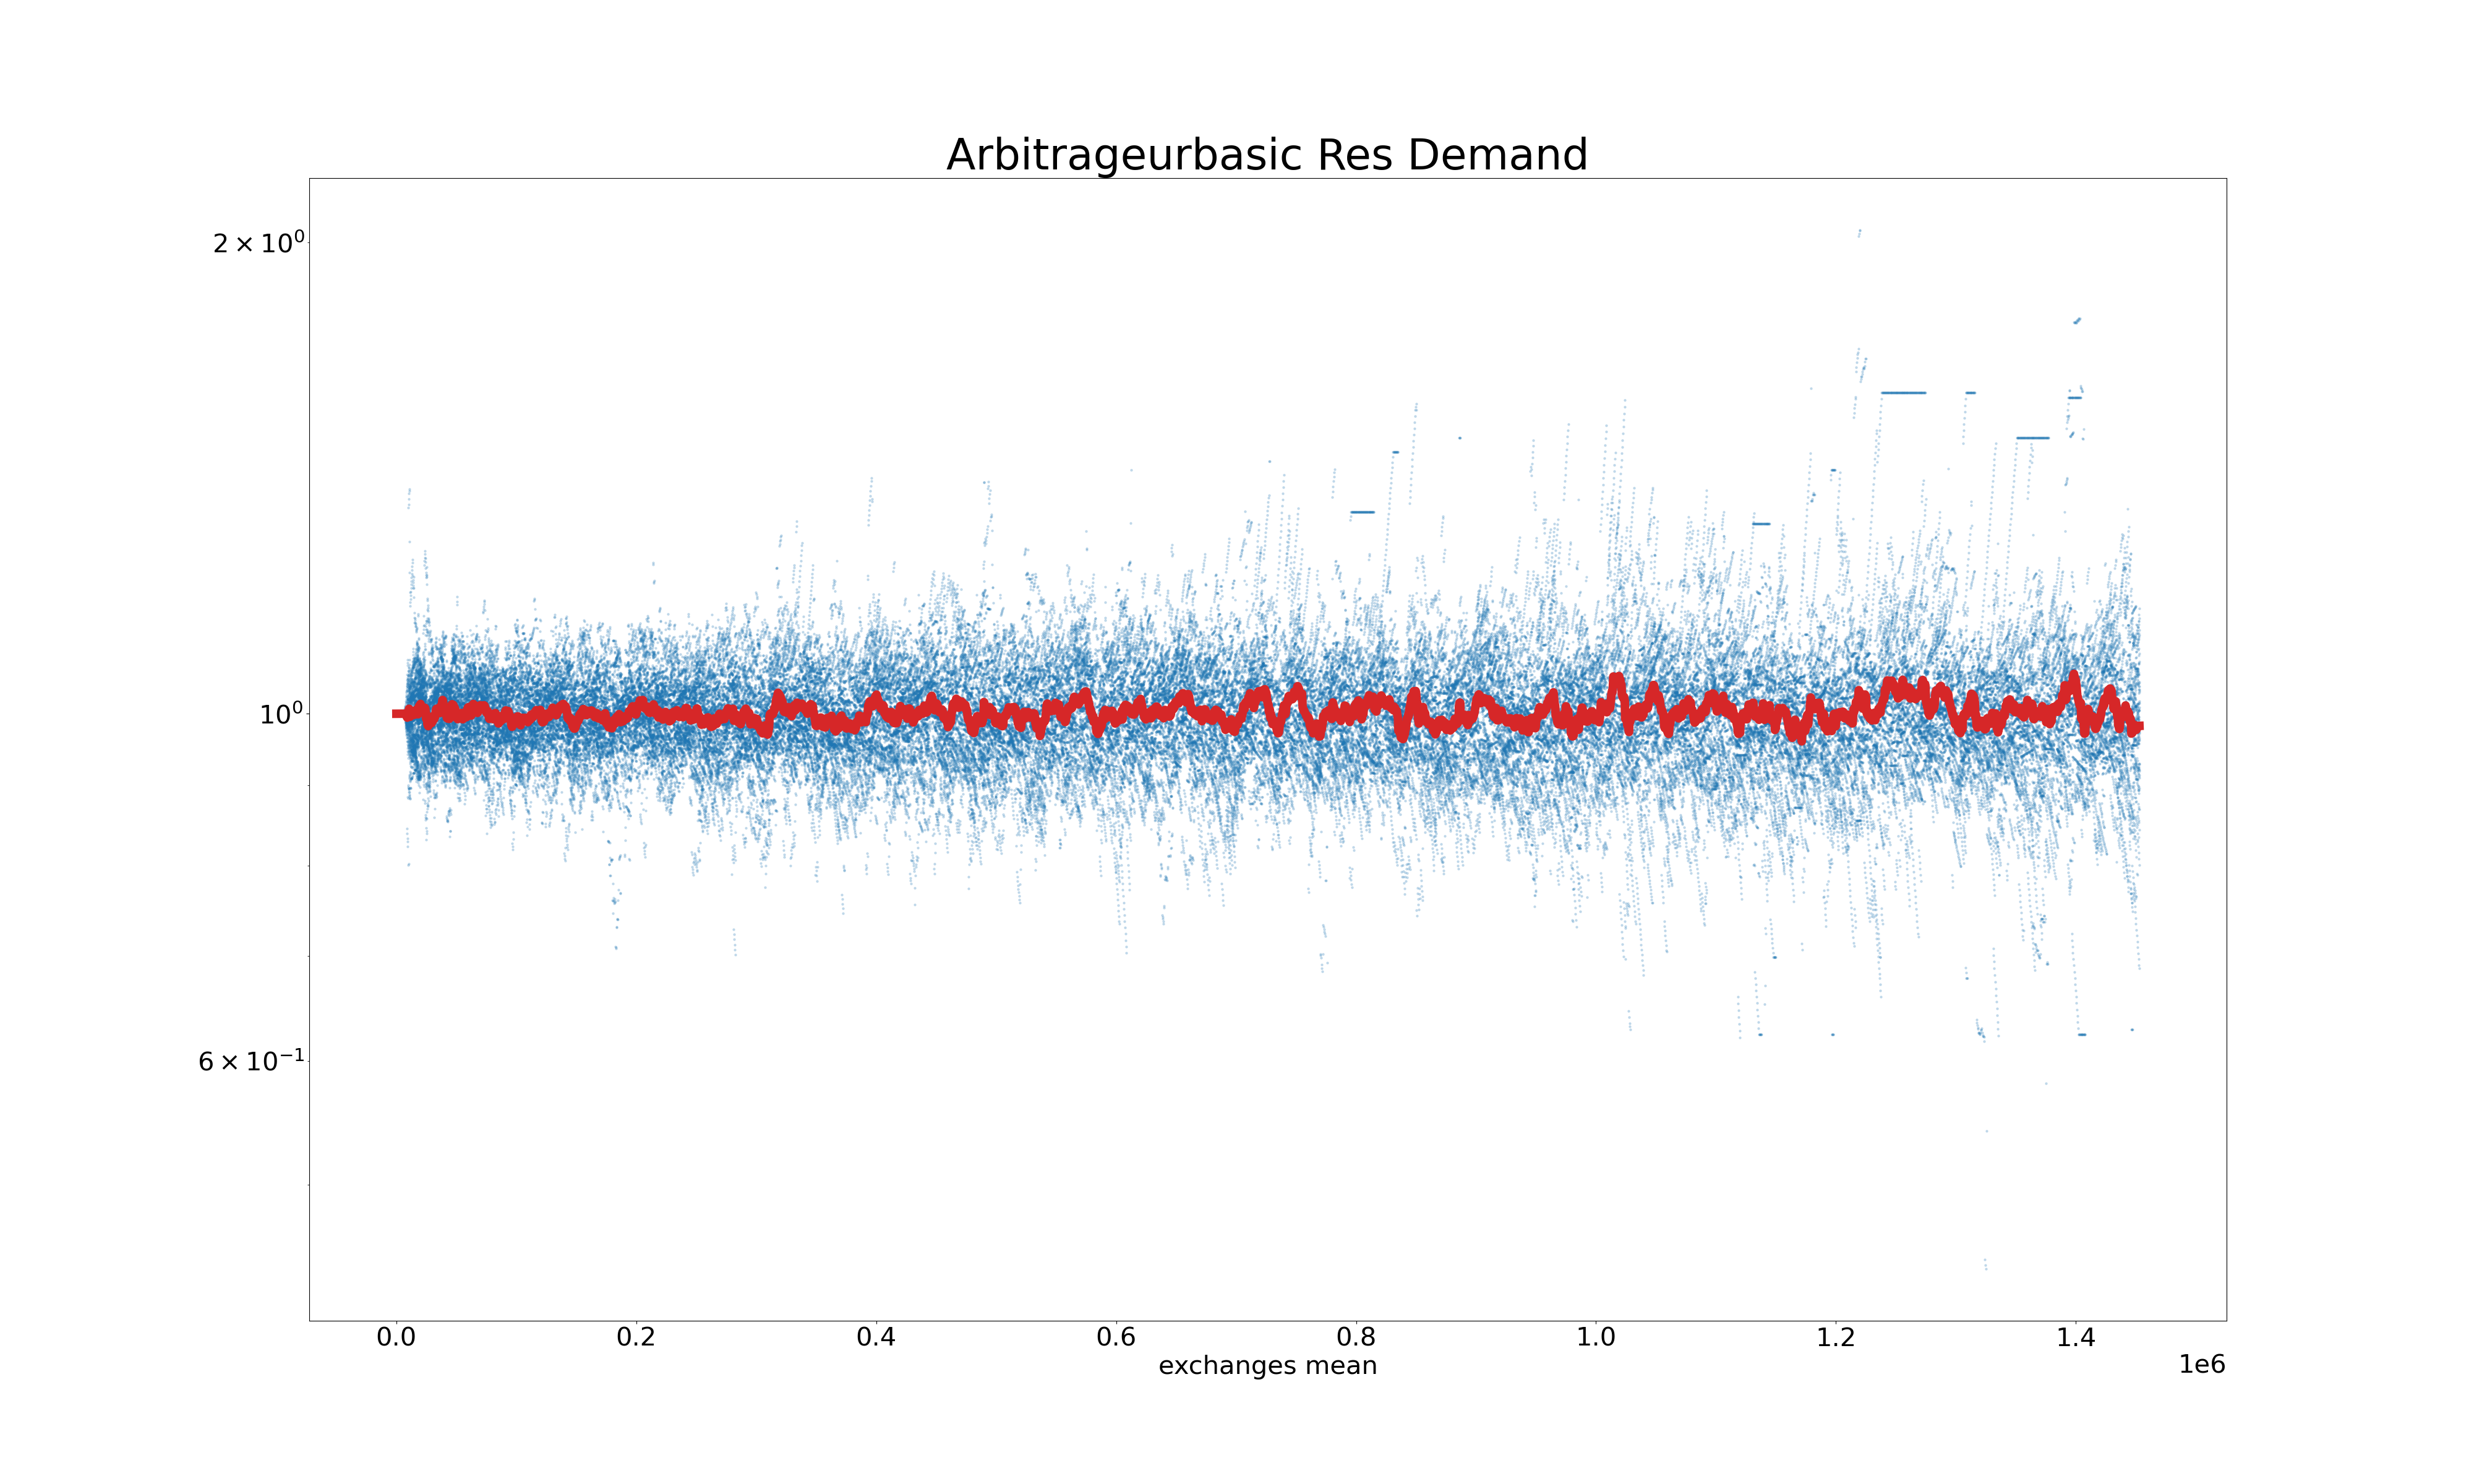 Arbitrageurbasic Res Demand
2 × 10⁰
10⁰
6 × 10⁻¹
0.0 0.2 0.4 0.6 0.8 1.0 1.2 1.4
exchanges mean 1e6